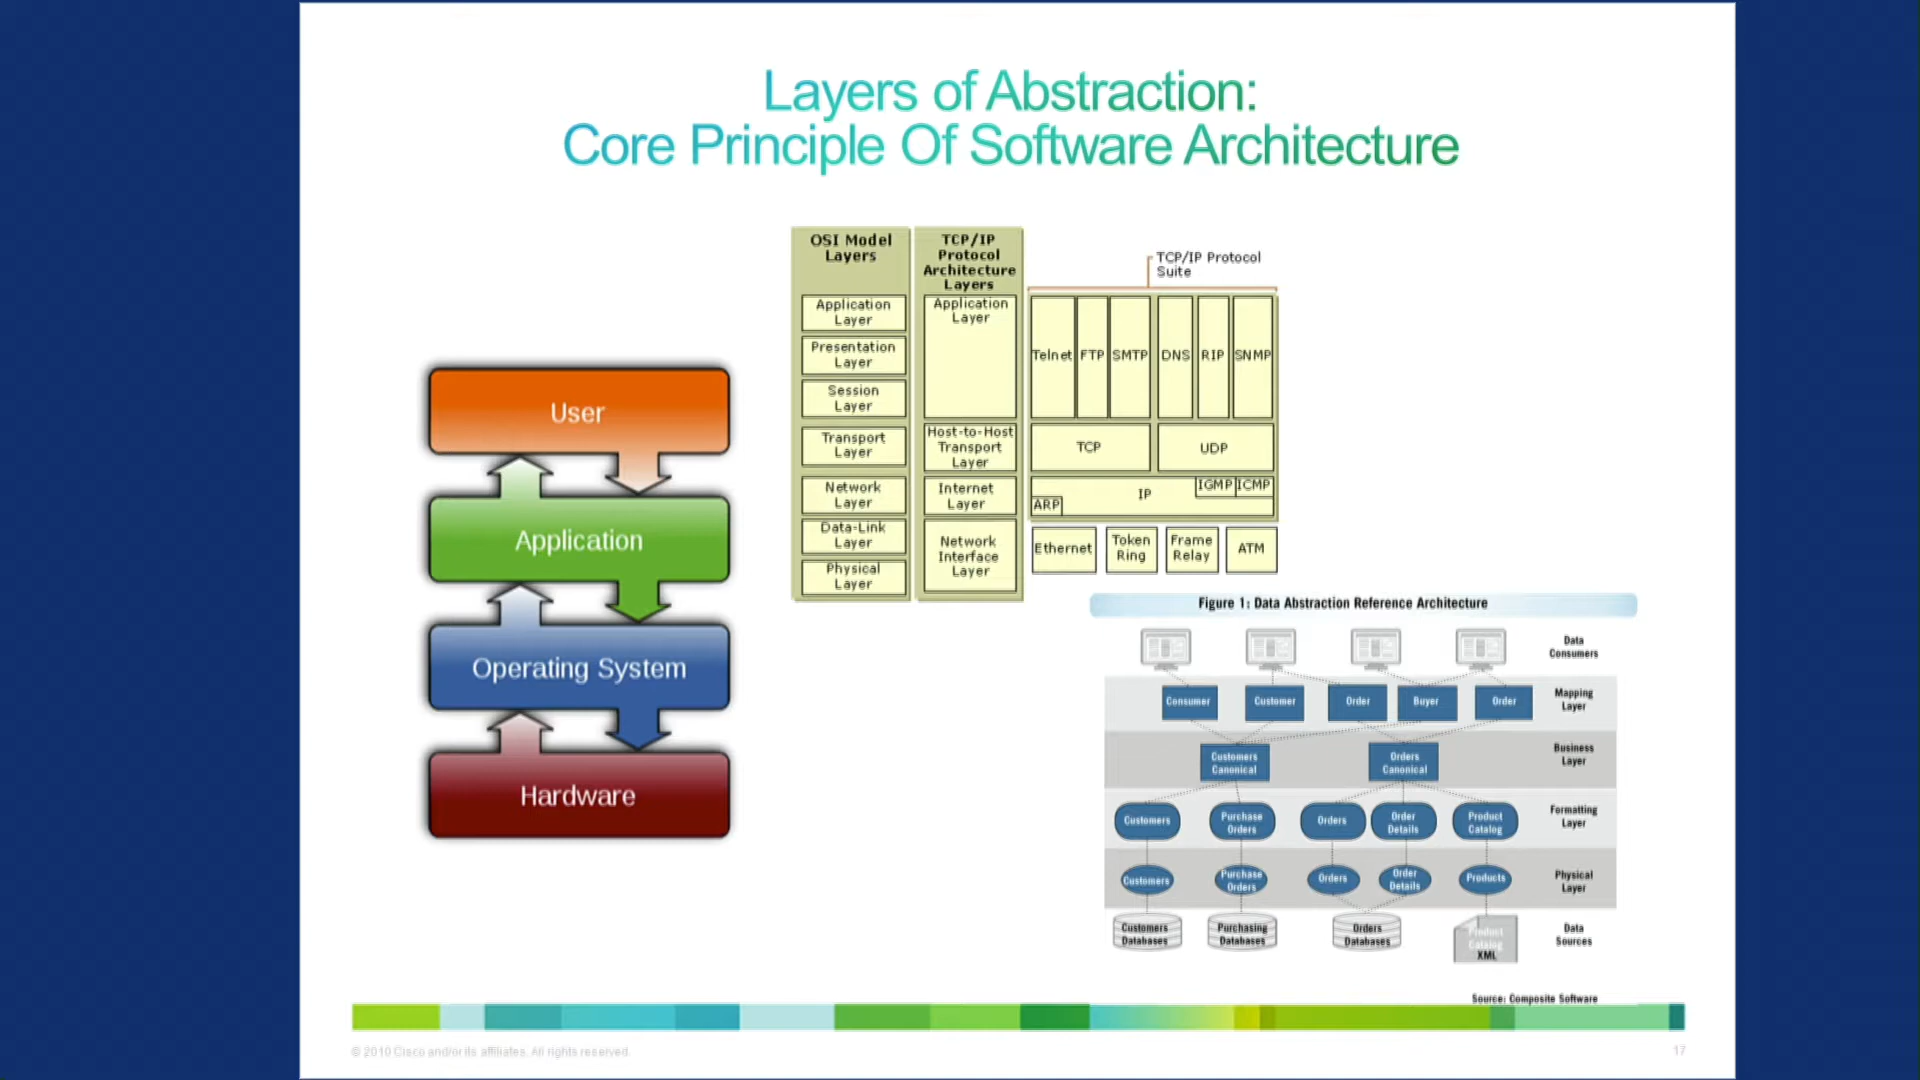 Layers of Abstraction:
Core Principle Of Software Architecture
User
Application
Operating System
Hardware
OSI Model
Layers
Application
Layer
Presentation
Layer
Session
Layer
Transport
Layer
Network
Layer
Data-Link
Layer
Physical
Layer
TCP/IP
Protocol
Architecture
Layers
Application
Layer
Host-to-Host
Transport
Layer
Internet
Layer
Network
Interface
Layer
TCP/IP Protocol
Suite
Telnet FTP SMTP DNS RIP SNMP
TCP UDP
IP IGMP ICMP
ARP
Ethernet
Token
Ring
Frame
Relay
ATM
Figure 1: Data Abstraction Reference Architecture
Data
Consumers
Consumer Customer Order Buyer Order
Mapping
Layer
Customers
Canonical
Orders
Canonical
Business
Layer
Customers
Purchase
Orders
Orders
Order
Details
Product
Catalog
Formatting
Layer
Customers
Purchase
Orders
Orders
Order
Details
Products
Physical
Layer
Customers
Databases
Purchasing
Databases
Orders
Databases
Product
Catalog
XML
Data
Sources
Source: Composite Software
© 2010 Cisco and/or its affiliates. All rights reserved.
17